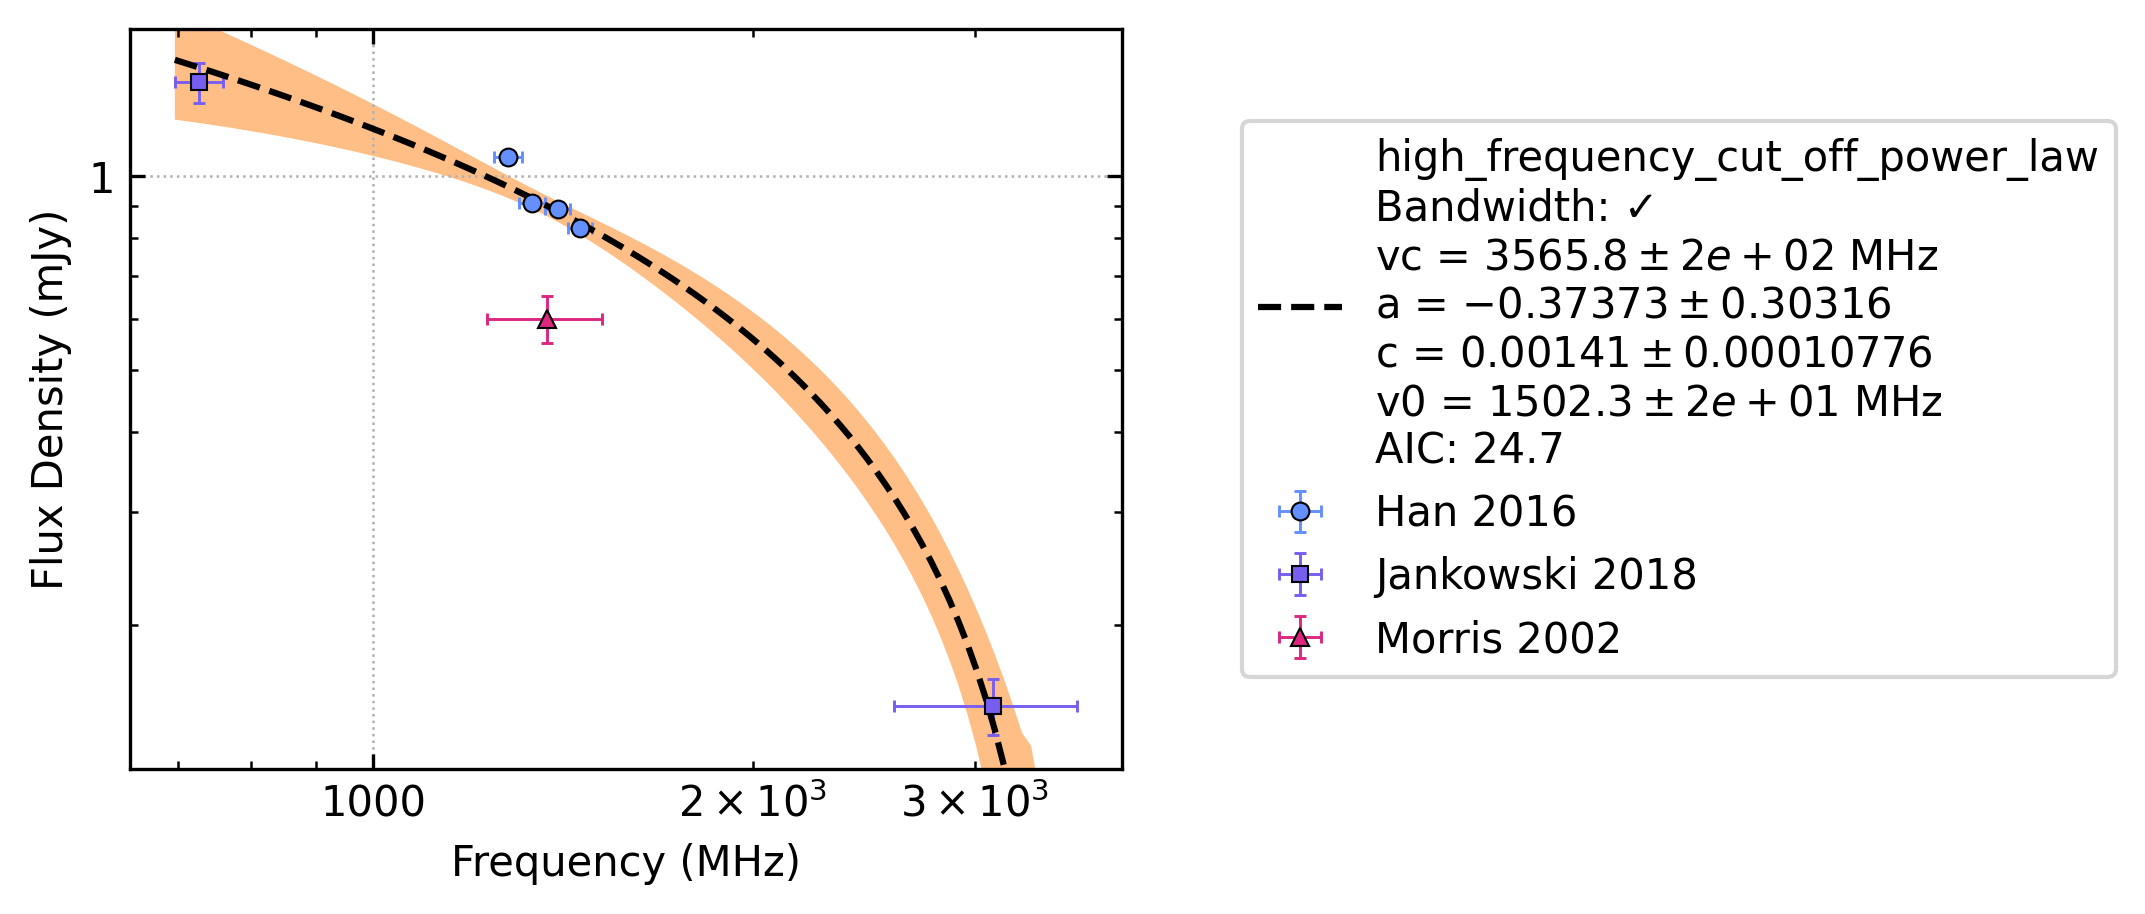 1
Flux Density (mJy)
1000
2 × 10³
3 × 10³
Frequency (MHz)
high_frequency_cut_off_power_law
Bandwidth: ✓
vc = 3565.8 ± 2e + 02 MHz
a = −0.37373 ± 0.30316
c = 0.00141 ± 0.00010776
v0 = 1502.3 ± 2e + 01 MHz
AIC: 24.7
Han 2016
Jankowski 2018
Morris 2002